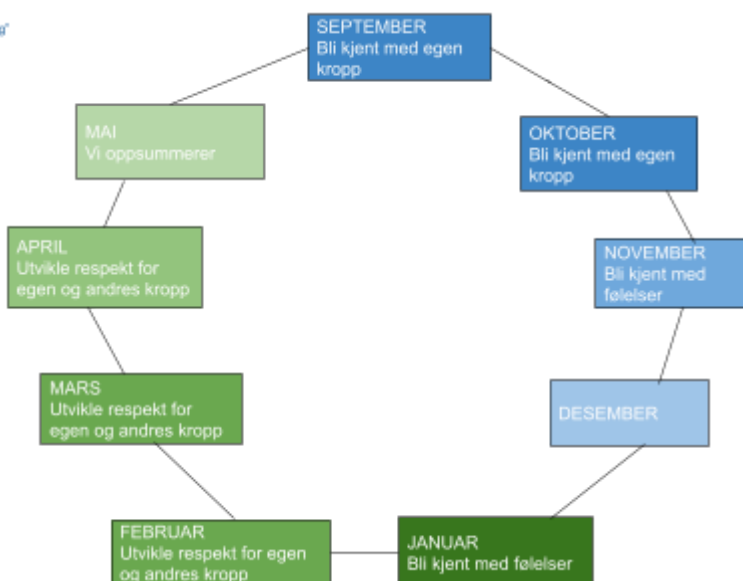 SEPTEMBER
Bli kjent med egen
kropp
OKTOBER
Bli kjent med egen
kropp
NOVEMBER
Bli kjent med
følelser
DESEMBER
JANUAR
Bli kjent med følelser
FEBRUAR
Utvikle respekt for egen
og andres kropp
MARS
Utvikle respekt for
egen og andres kropp
APRIL
Utvikle respekt for
egen og andres kropp
MAI
Vi oppsummerer